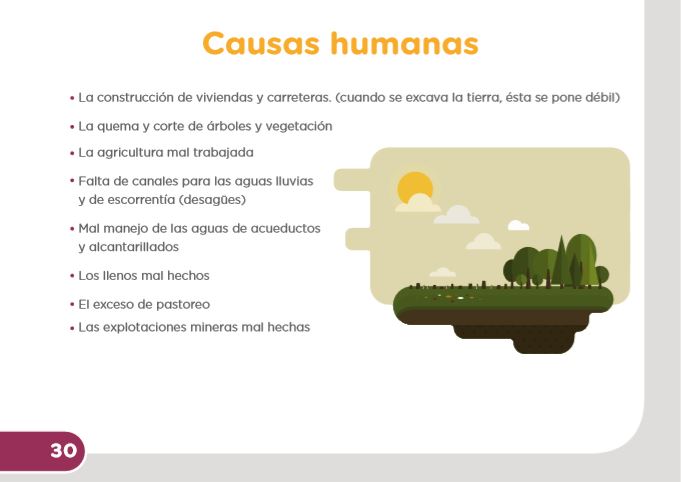 Causas humanas
• La construcción de viviendas y carreteras. (cuando se excava la tierra, ésta se pone débil)
• La quema y corte de árboles y vegetación
• La agricultura mal trabajada
• Falta de canales para las aguas lluvias
y de escorrentía (desagües)
• Mal manejo de las aguas de acueductos
y alcantarillados
• Los llenos mal hechos
• El exceso de pastoreo
• Las explotaciones mineras mal hechas
30